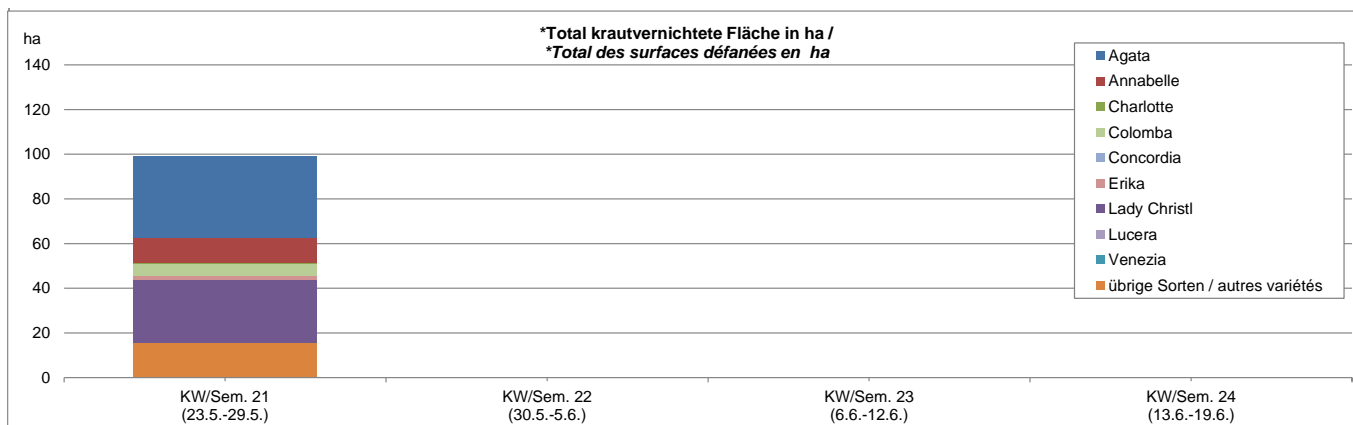 *Total krautvernichtete Fläche in ha /
*Total des surfaces défanées en ha
ha
140
120
100
80
60
40
20
0
Agata
Annabelle
Charlotte
Colomba
Concordia
Erika
Lady Christl
Lucera
Venezia
übrige Sorten / autres variétés
KW/Sem. 21
(23.5.-29.5.)
KW/Sem. 22
(30.5.-5.6.)
KW/Sem. 23
(6.6.-12.6.)
KW/Sem. 24
(13.6.-19.6.)